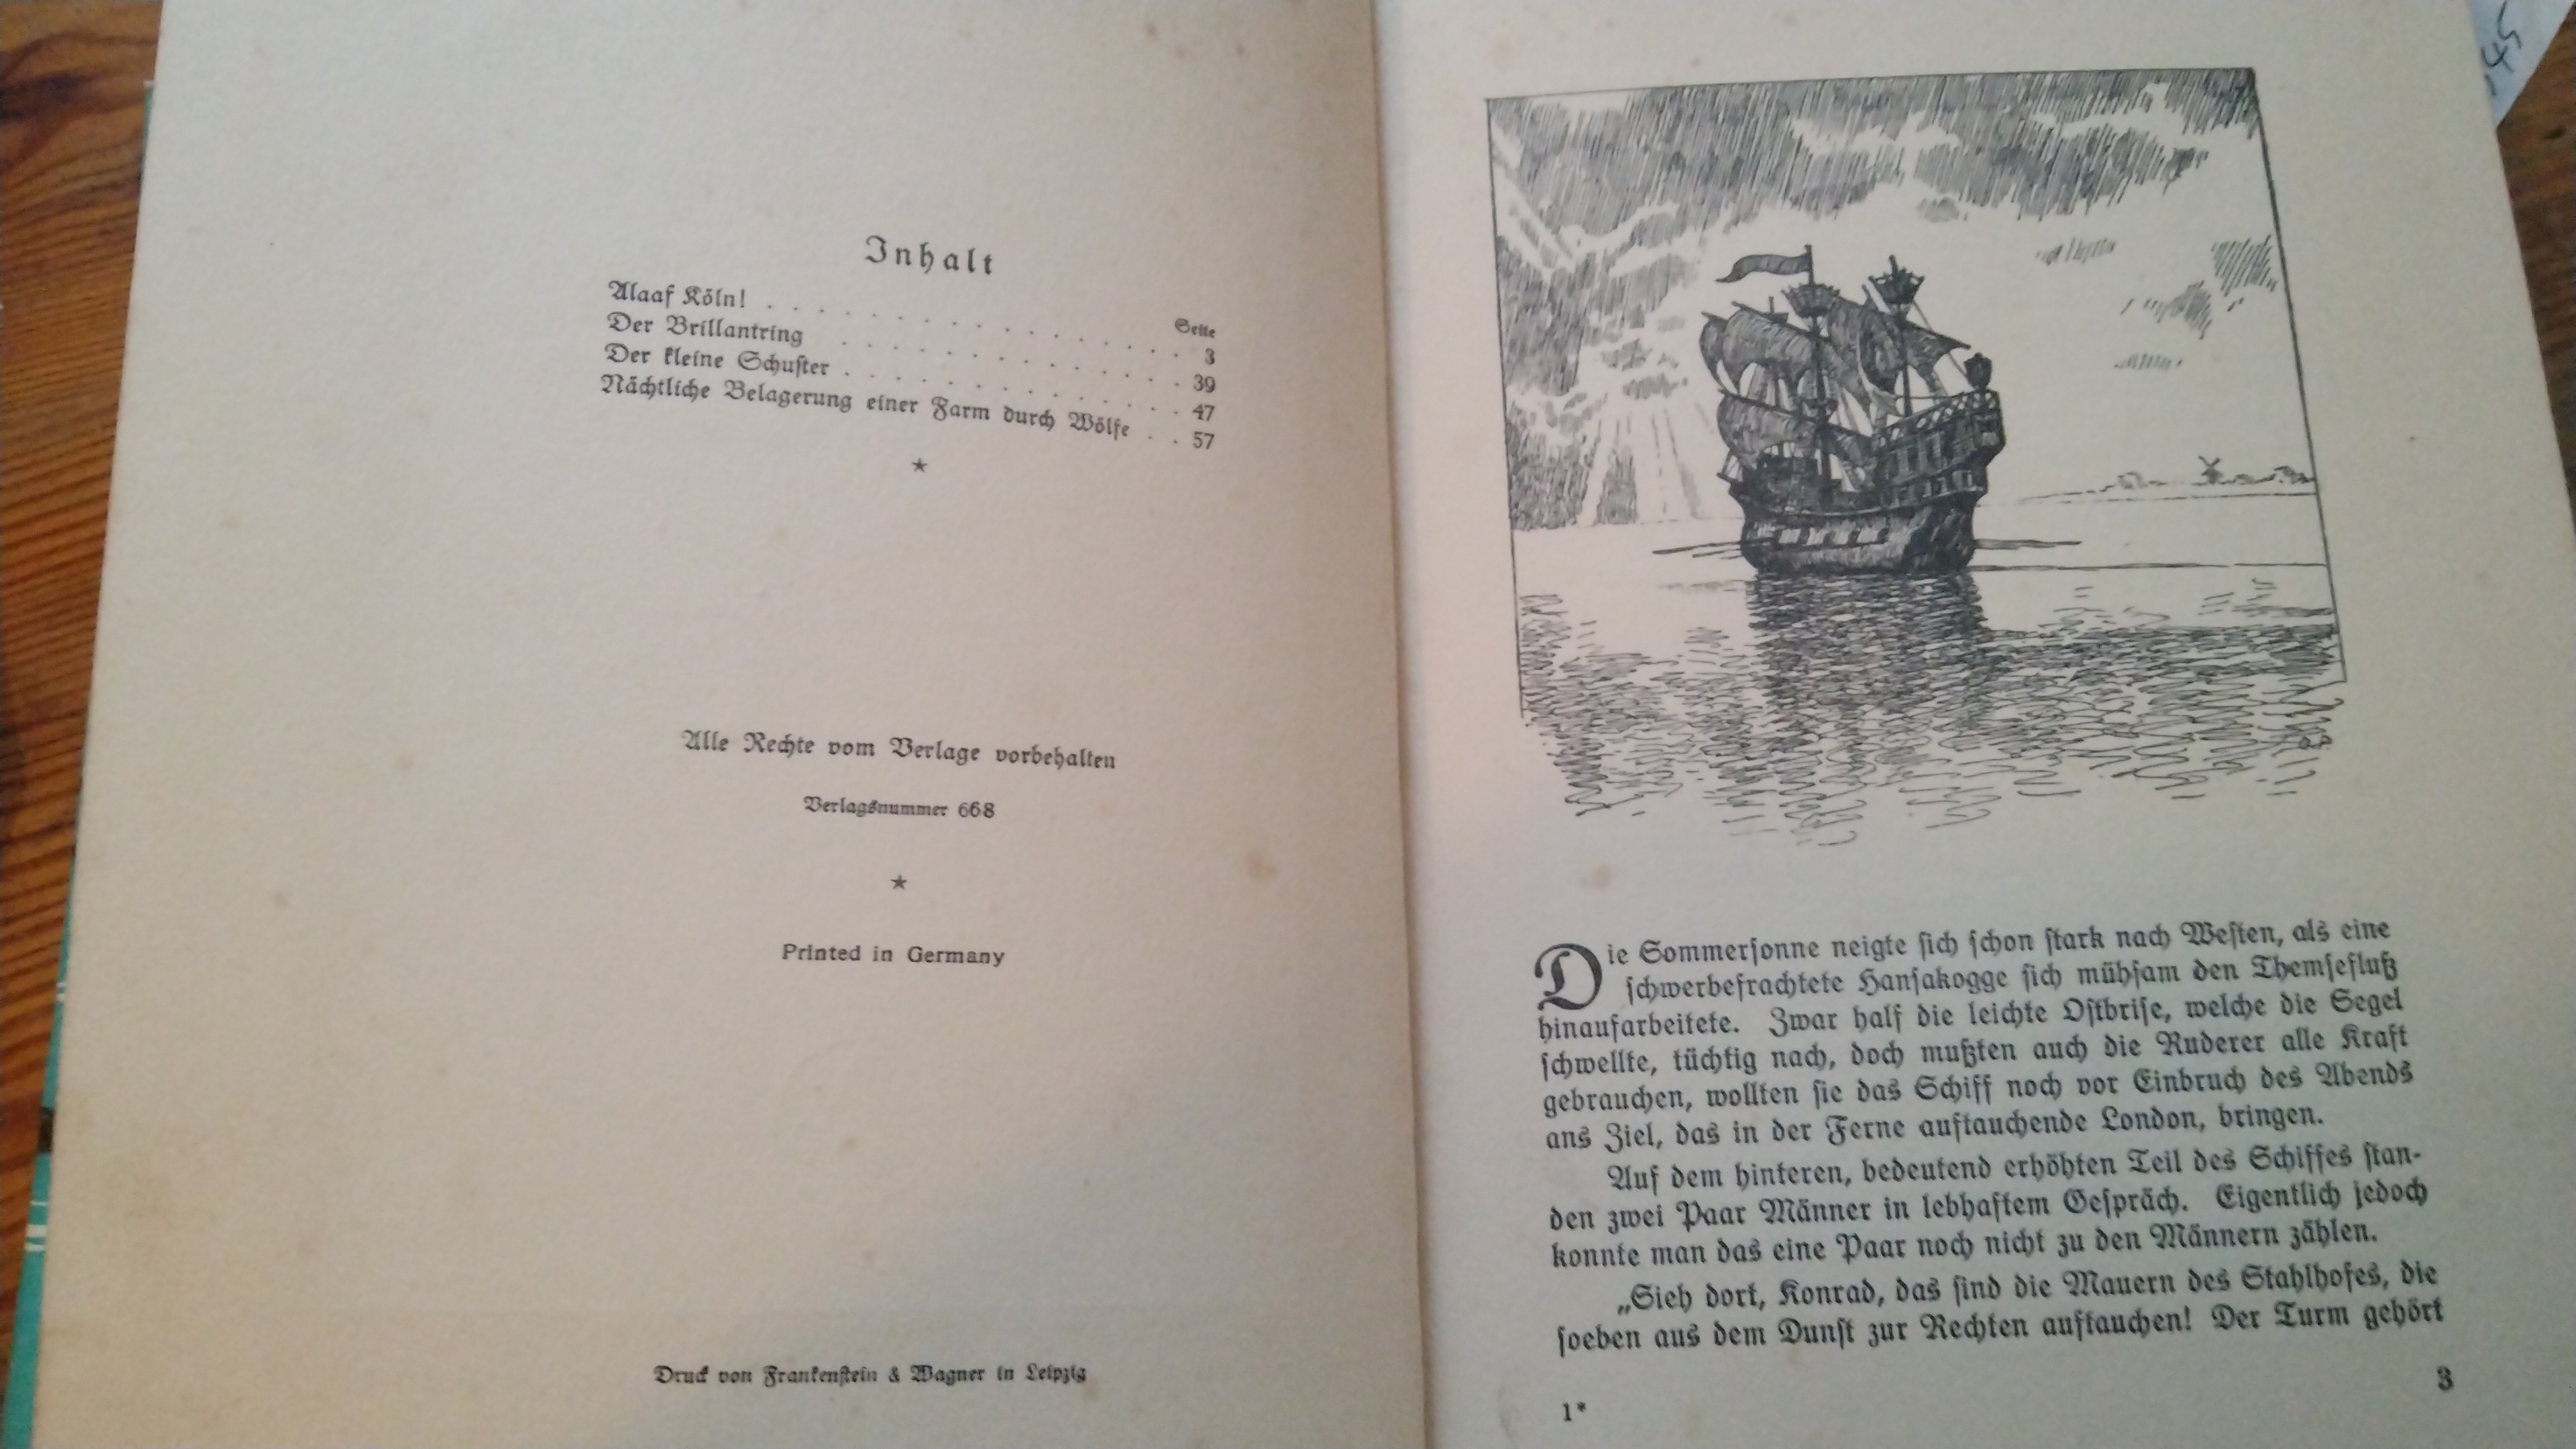 Inhalt
Seite
Alaaf Köln! . . . . . . . . . . . . . . . . 3
Der Brillantring . . . . . . . . . . . . . . 39
Der kleine Schuster . . . . . . . . . . . . . 47
Nächtliche Belagerung einer Farm durch Wölfe . . 57
*
Alle Rechte vom Verlage vorbehalten
Verlagsnummer 668
*
Printed in Germany
Druck von Frankenstein & Wagner in Leipzig
Die Sommersonne neigte sich schon stark nach Westen, als eine
schwerbefrachtete Hansakogge sich mühsam den Themsefluß
hinaufarbeitete. Zwar half die leichte Ostbrise, welche die Segel
schwellte, tüchtig nach, doch mußten auch die Ruderer alle Kraft
gebrauchen, wollten sie das Schiff noch vor Einbruch des Abends
ans Ziel, das in der Ferne auftauchende London, bringen.
Auf dem hinteren, bedeutend erhöhten Teil des Schiffes stan-
den zwei Paar Männer in lebhaftem Gespräch. Eigentlich jedoch
konnte man das eine Paar noch nicht zu den Männern zählen.
„Sieh dort, Konrad, das sind die Mauern des Stahlhofes, die
soeben aus dem Dunst zur Rechten auftauchen! Der Turm gehört
1*
3